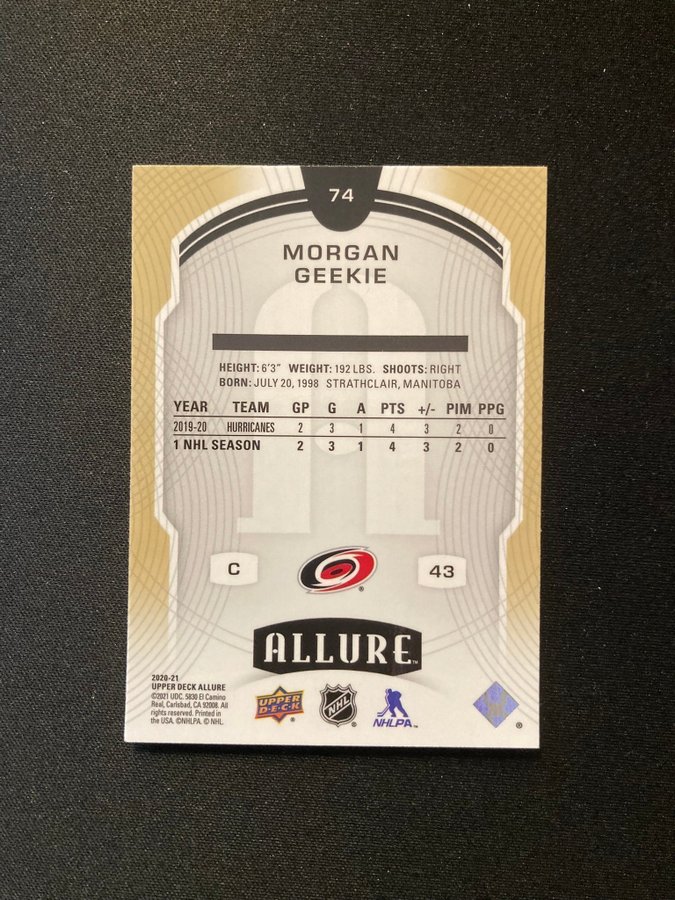 74
MORGAN
GEEKIE
HEIGHT: 6'3" WEIGHT: 192 LBS. SHOOTS: RIGHT
BORN: JULY 20, 1998 STRATHCLAIR, MANITOBA
YEAR TEAM GP G A PTS +/- PIM PPG
2019-20 HURRICANES 2 3 1 4 3 2 0
1 NHL SEASON 2 3 1 4 3 2 0
C 43
ALLURE™
2020-21
UPPER DECK ALLURE
©2021 UDC. 5830 El Camino
Real, Carlsbad, CA 92008. All
rights reserved. Printed in
the USA. ©NHLPA. © NHL.
UPPER DECK ®
NHL ®
NHLPA™
®